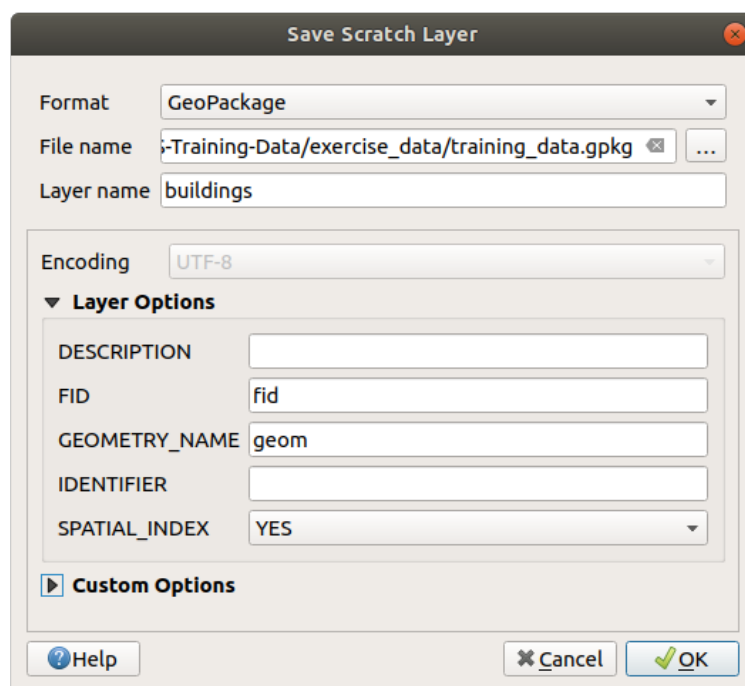 Save Scratch Layer
Format GeoPackage
File name -Training-Data/exercise_data/training_data.gpkg ...
Layer name buildings
Encoding UTF-8
Layer Options
DESCRIPTION
FID fid
GEOMETRY_NAME geom
IDENTIFIER
SPATIAL_INDEX YES
Custom Options
Help Cancel OK